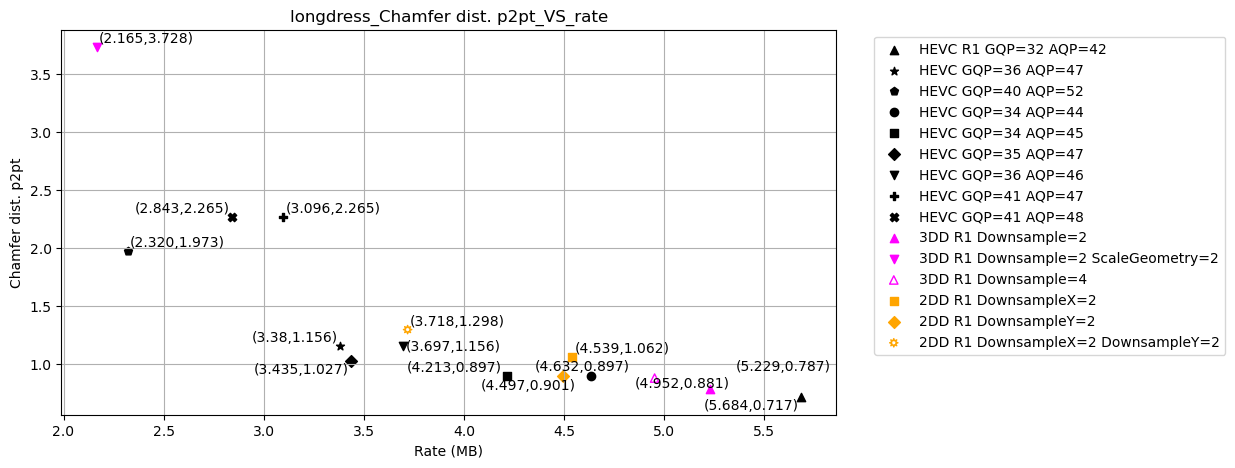 longdress_Chamfer dist. p2pt_VS_rate
(2.165,3.728)
3.5
3.0
2.5
2.0
1.5
1.0
Chamfer dist. p2pt
(2.843,2.265)
(3.096,2.265)
(2.320,1.973)
(3.718,1.298)
(3.38,1.156)
(3.697,1.156)
(4.539,1.062)
(3.435,1.027)
(4.213,0.897)
(4.632,0.897)
(5.229,0.787)
(4.497,0.901)
(4.952,0.881)
(5.684,0.717)
2.0
2.5
3.0
3.5
4.0
4.5
5.0
5.5
Rate (MB)
HEVC R1 GQP=32 AQP=42
HEVC GQP=36 AQP=47
HEVC GQP=40 AQP=52
HEVC GQP=34 AQP=44
HEVC GQP=34 AQP=45
HEVC GQP=35 AQP=47
HEVC GQP=36 AQP=46
HEVC GQP=41 AQP=47
HEVC GQP=41 AQP=48
3DD R1 Downsample=2
3DD R1 Downsample=2 ScaleGeometry=2
3DD R1 Downsample=4
2DD R1 DownsampleX=2
2DD R1 DownsampleY=2
2DD R1 DownsampleX=2 DownsampleY=2